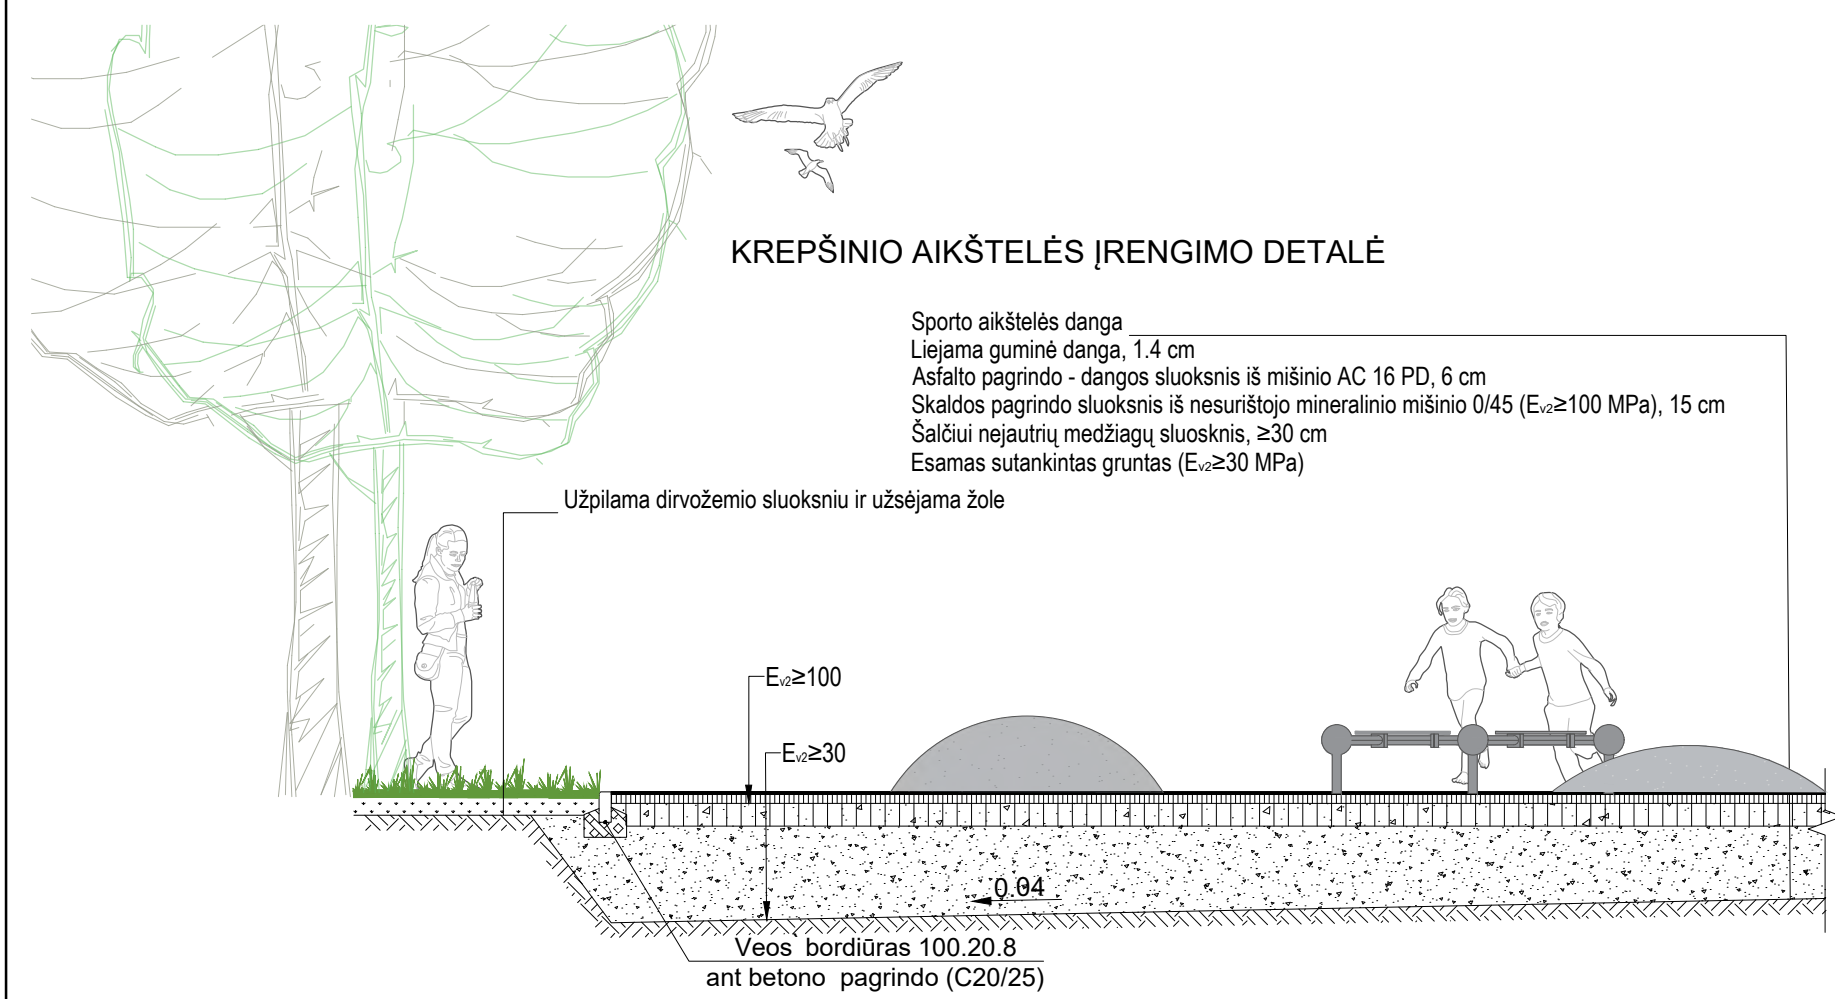 KREPŠINIO AIKŠTELĖS ĮRENGIMO DETALĖ
Sporto aikštelės danga
Liejama guminė danga, 1.4 cm
Asfalto pagrindo - dangos sluoksnis iš mišinio AC 16 PD, 6 cm
Skaldos pagrindo sluoksnis iš nesurištojo mineralinio mišinio 0/45 (Ev2≥100 MPa), 15 cm
Šalčiui nejautrių medžiagų sluosknis, ≥30 cm
Esamas sutankintas gruntas (Ev2≥30 MPa)
Užpilama dirvožemio sluoksniu ir užsėjama žole
Ev2≥100
Ev2≥30
0.04
Vejos bordiūras 100.20.8
ant betono pagrindo (C20/25)